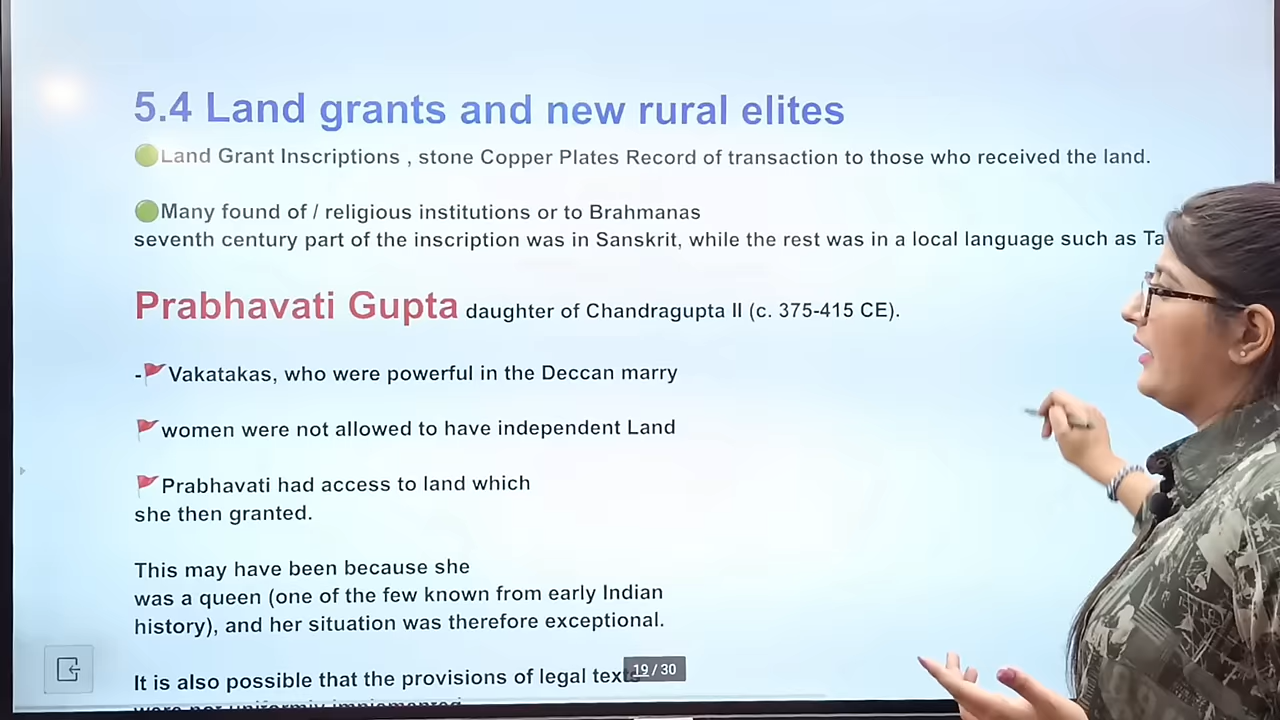 5.4 Land grants and new rural elites
🟢Land Grant Inscriptions , stone Copper Plates Record of transaction to those who received the land.
🟢Many found of / religious institutions or to Brahmanas
seventh century part of the inscription was in Sanskrit, while the rest was in a local language such as
Prabhavati Gupta daughter of Chandragupta II (c. 375-415 CE).
-🚩Vakatakas, who were powerful in the Deccan marry
🚩women were not allowed to have independent Land
🚩Prabhavati had access to land which
she then granted.
This may have been because she
was a queen (one of the few known from early Indian
history), and her situation was therefore exceptional.
It is also possible that the provisions of legal
19 / 30